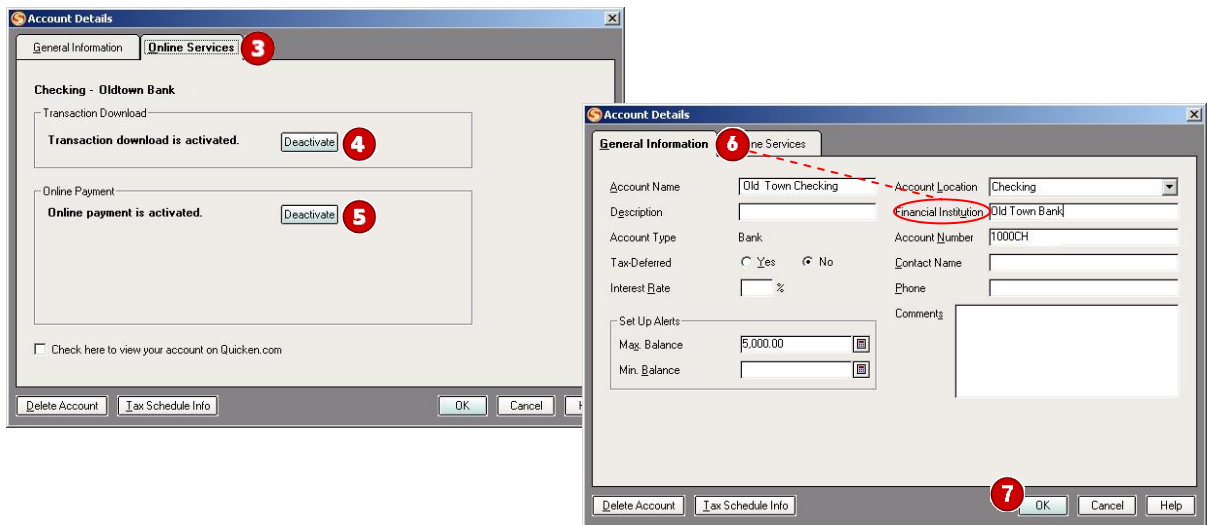 Account Details
General Information
Online Services
3
Checking - Oldtown Bank
Transaction Download
Transaction download is activated.
Deactivate
4
Online Payment
Online payment is activated.
Deactivate
5
Check here to view your account on Quicken.com
Delete Account
Tax Schedule Info
OK
Cancel
H
Account Details
General Information
6
ne Services
Account Name
Old Town Checking
Account Location
Checking
Description
Financial Institution
Old Town Bank
Account Type
Bank
Account Number
1000CH
Tax-Deferred
Yes
No
Contact Name
Interest Rate
%
Phone
Set Up Alerts
Comments
Max. Balance
5,000.00
Min. Balance
7
Delete Account
Tax Schedule Info
OK
Cancel
Help